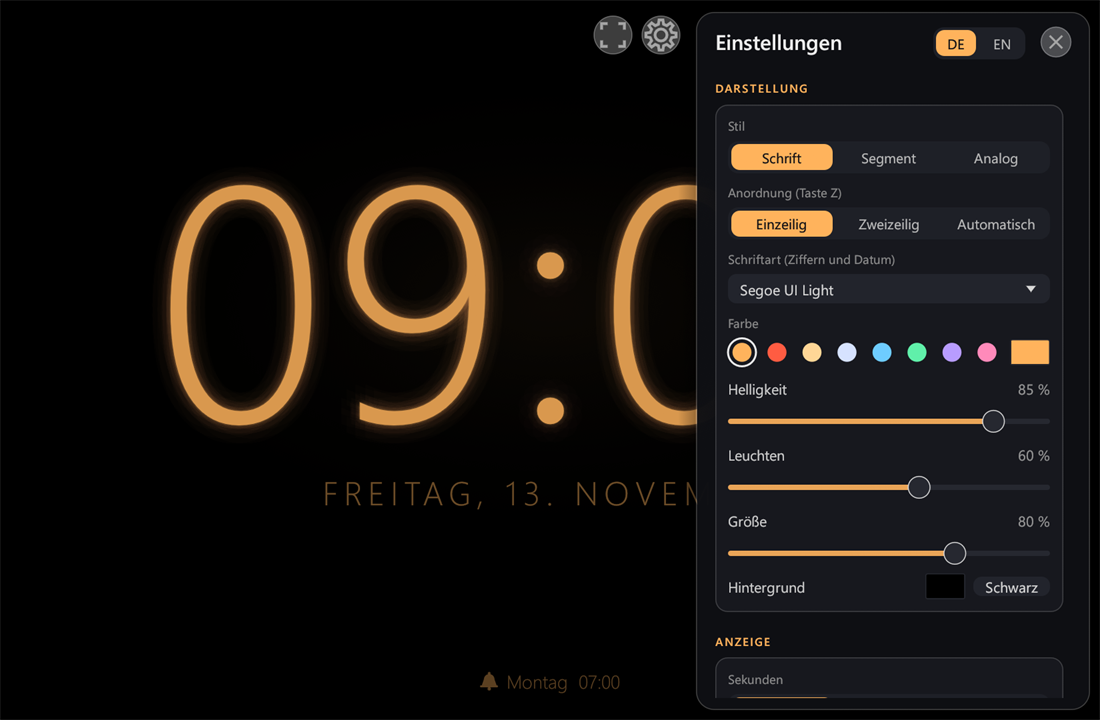 Einstellungen
DE EN
DARSTELLUNG
Stil
Schrift Segment Analog
Anordnung (Taste Z)
Einzeilig Zweizeilig Automatisch
Schriftart (Ziffern und Datum)
Segoe UI Light
Farbe
Helligkeit 85 %
Leuchten 60 %
Größe 80 %
Hintergrund Schwarz
ANZEIGE
Sekunden
09:0
FREITAG, 13. NOVEM
Montag 07:00